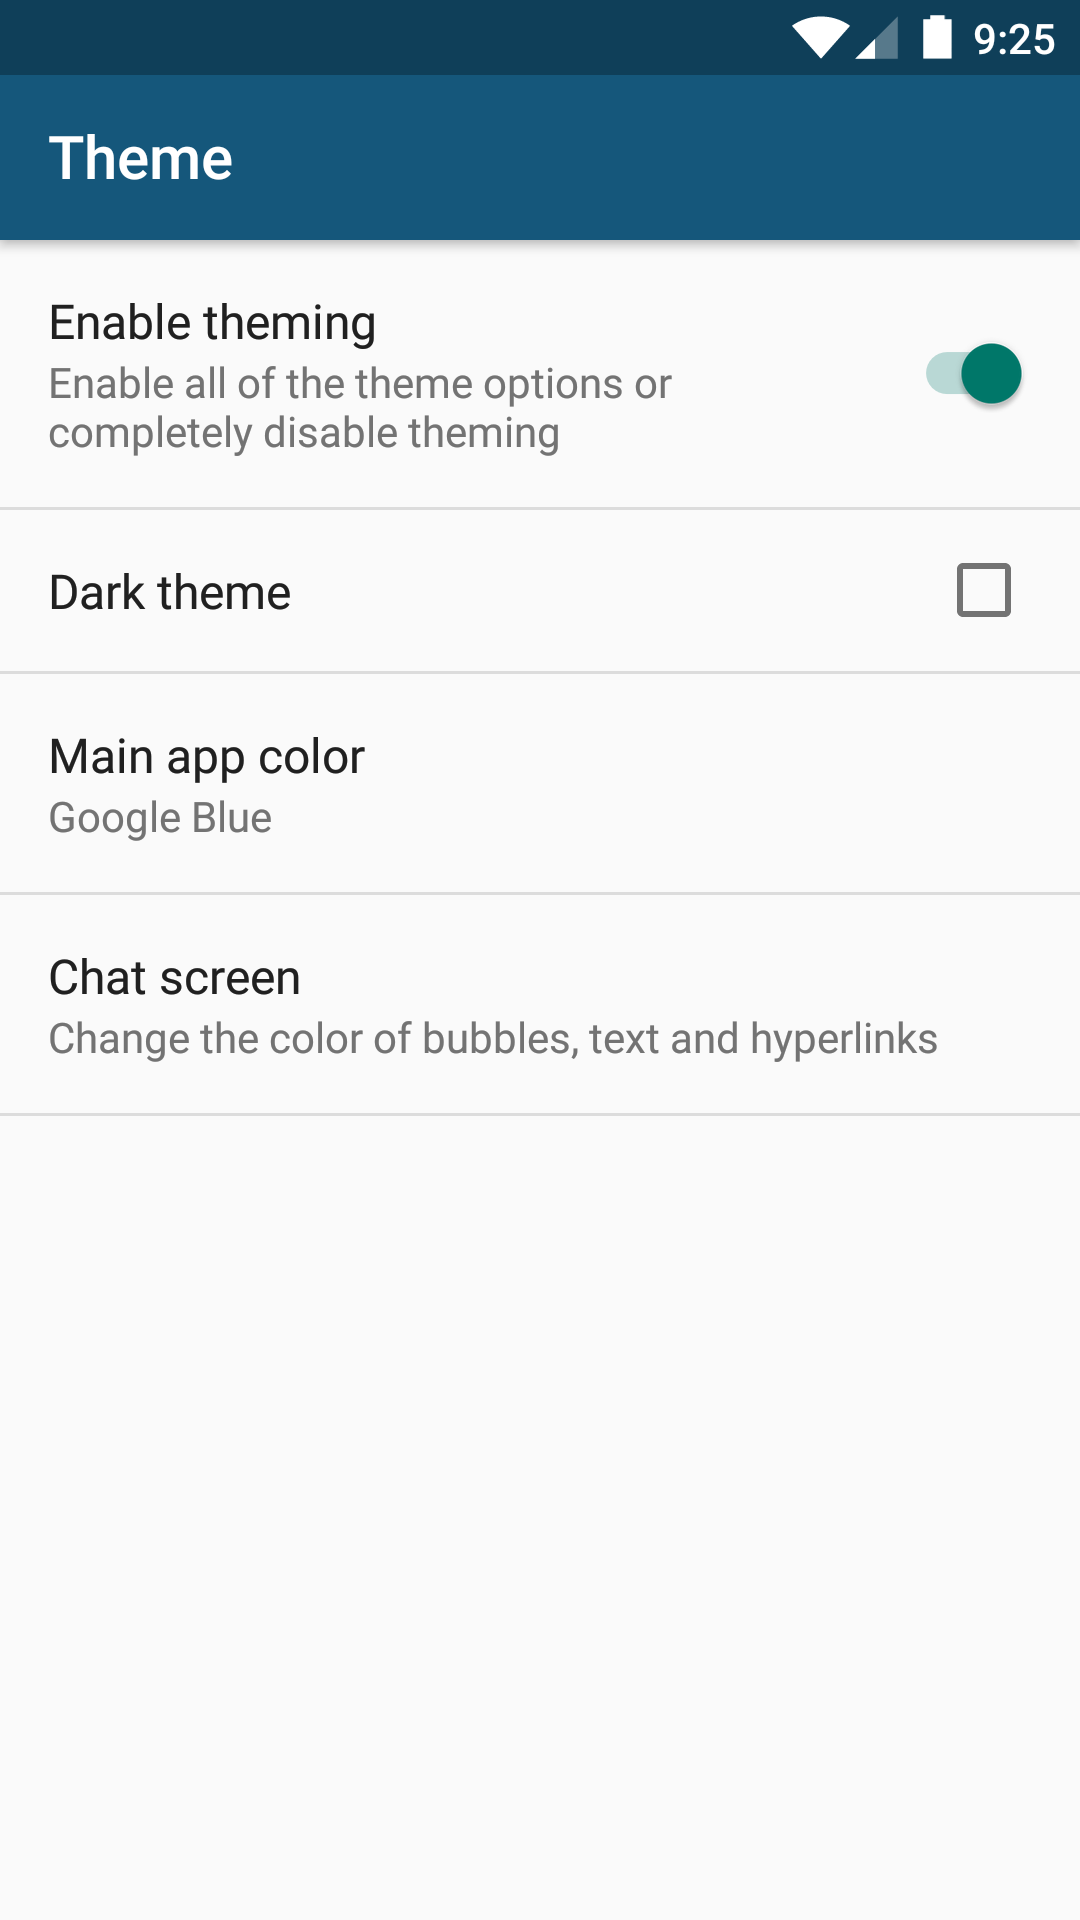 9:25
Theme
Enable theming
Enable all of the theme options or
completely disable theming
Dark theme
Main app color
Google Blue
Chat screen
Change the color of bubbles, text and hyperlinks